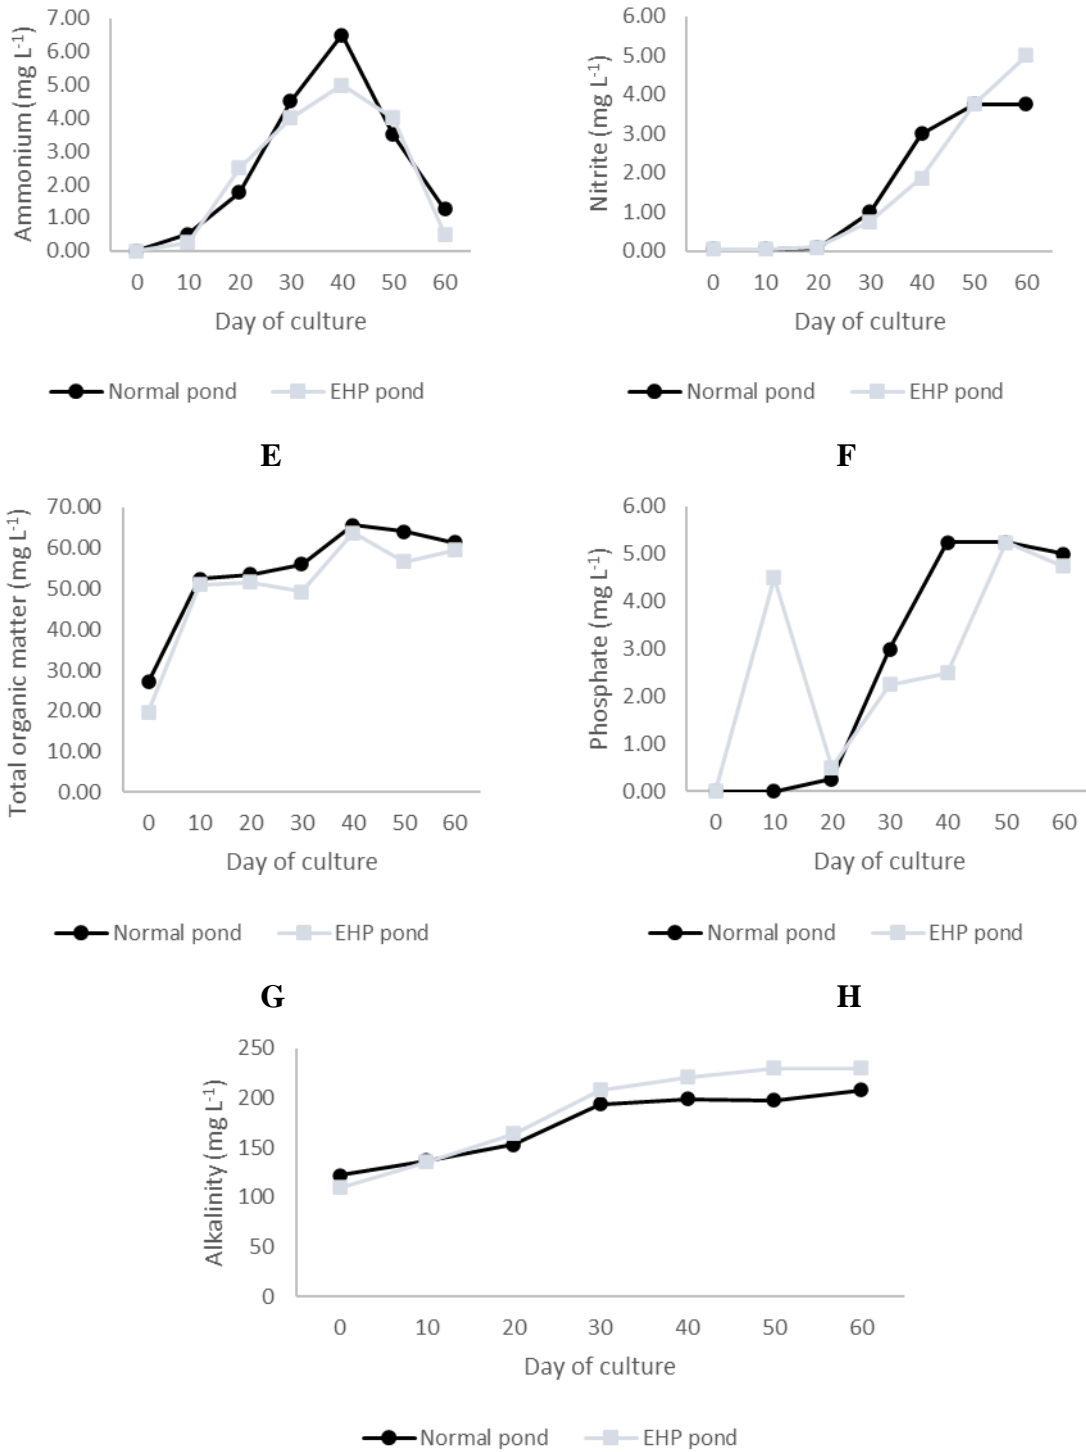 Ammonium (mg L-1)
7.00
6.00
5.00
4.00
3.00
2.00
1.00
0.00
0 10 20 30 40 50 60
Day of culture
Normal pond EHP pond
E
Nitrite (mg L-1)
6.00
5.00
4.00
3.00
2.00
1.00
0.00
0 10 20 30 40 50 60
Day of culture
Normal pond EHP pond
F
Total organic matter (mg L-1)
70.00
60.00
50.00
40.00
30.00
20.00
10.00
0.00
0 10 20 30 40 50 60
Day of culture
Normal pond EHP pond
G
Phosphate (mg L-1)
6.00
5.00
4.00
3.00
2.00
1.00
0.00
0 10 20 30 40 50 60
Day of culture
Normal pond EHP pond
H
Alkalinity (mg L-1)
250
200
150
100
50
0
0 10 20 30 40 50 60
Day of culture
Normal pond EHP pond